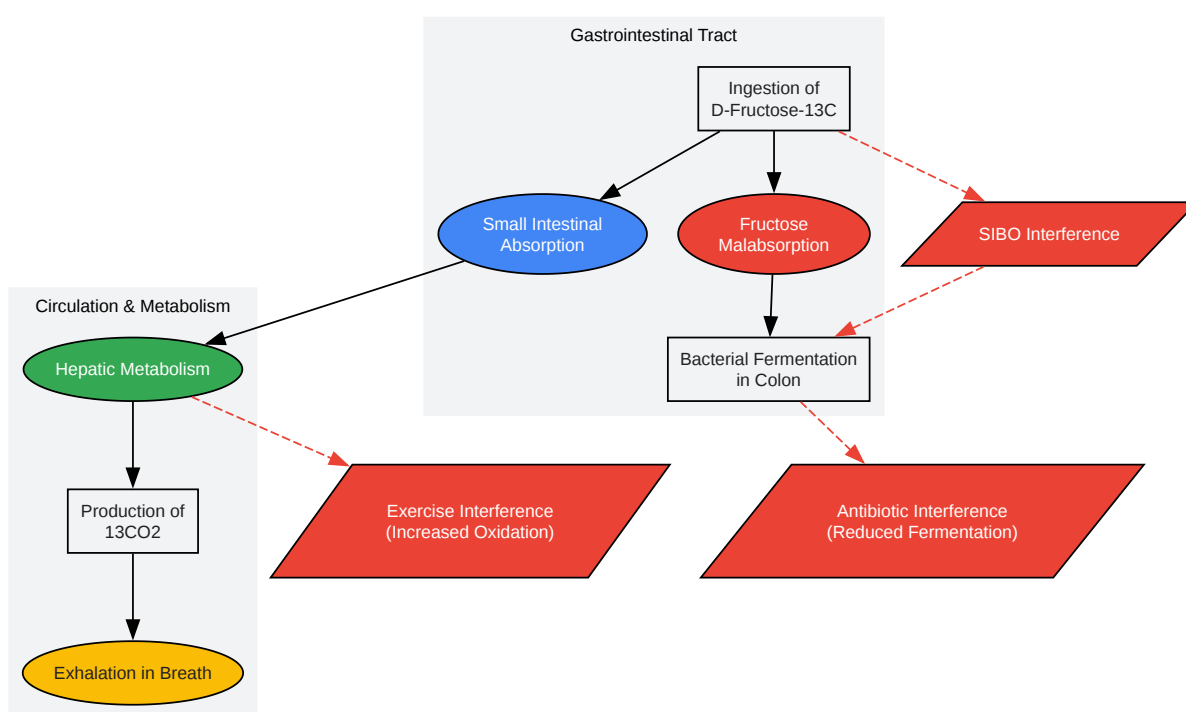 Gastrointestinal Tract
Ingestion of
D-Fructose-13C
Small Intestinal
Absorption
Fructose
Malabsorption
SIBO Interference
Circulation & Metabolism
Hepatic Metabolism
Bacterial Fermentation
in Colon
Production of
13CO2
Exercise Interference
(Increased Oxidation)
Antibiotic Interference
(Reduced Fermentation)
Exhalation in Breath